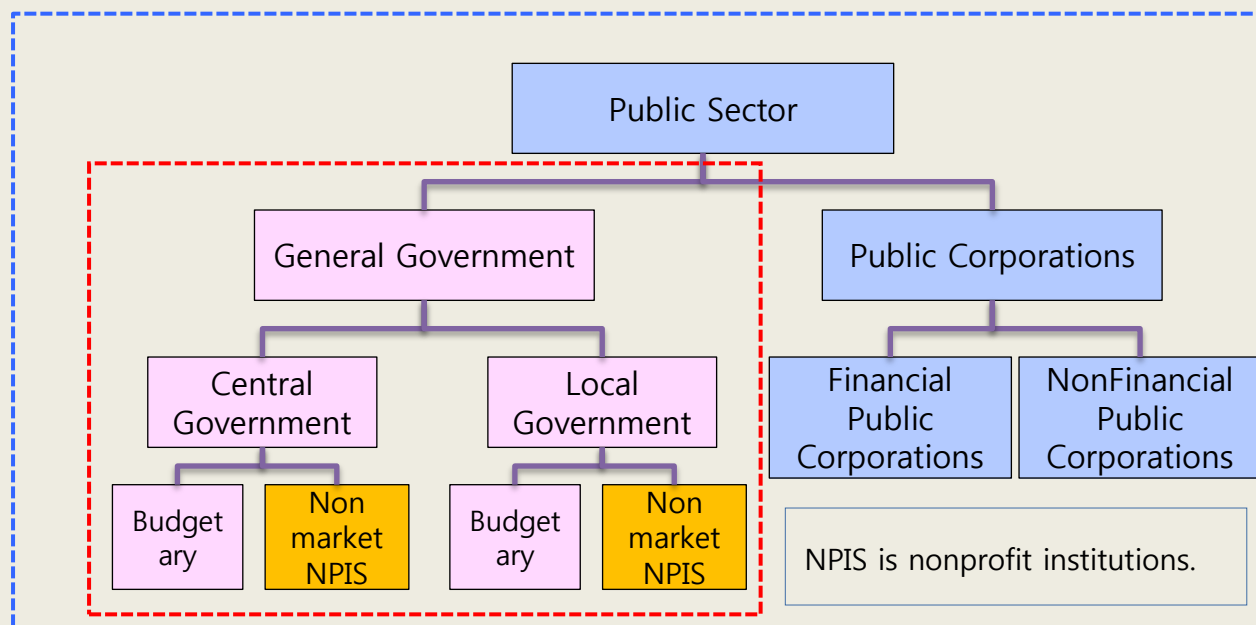 Public Sector
General Government
Public Corporations
Central
Government
Local
Government
Financial
Public
Corporations
NonFinancial
Public
Corporations
Budget
ary
Non
market
NPIS
Budget
ary
Non
market
NPIS
NPIS is nonprofit institutions.